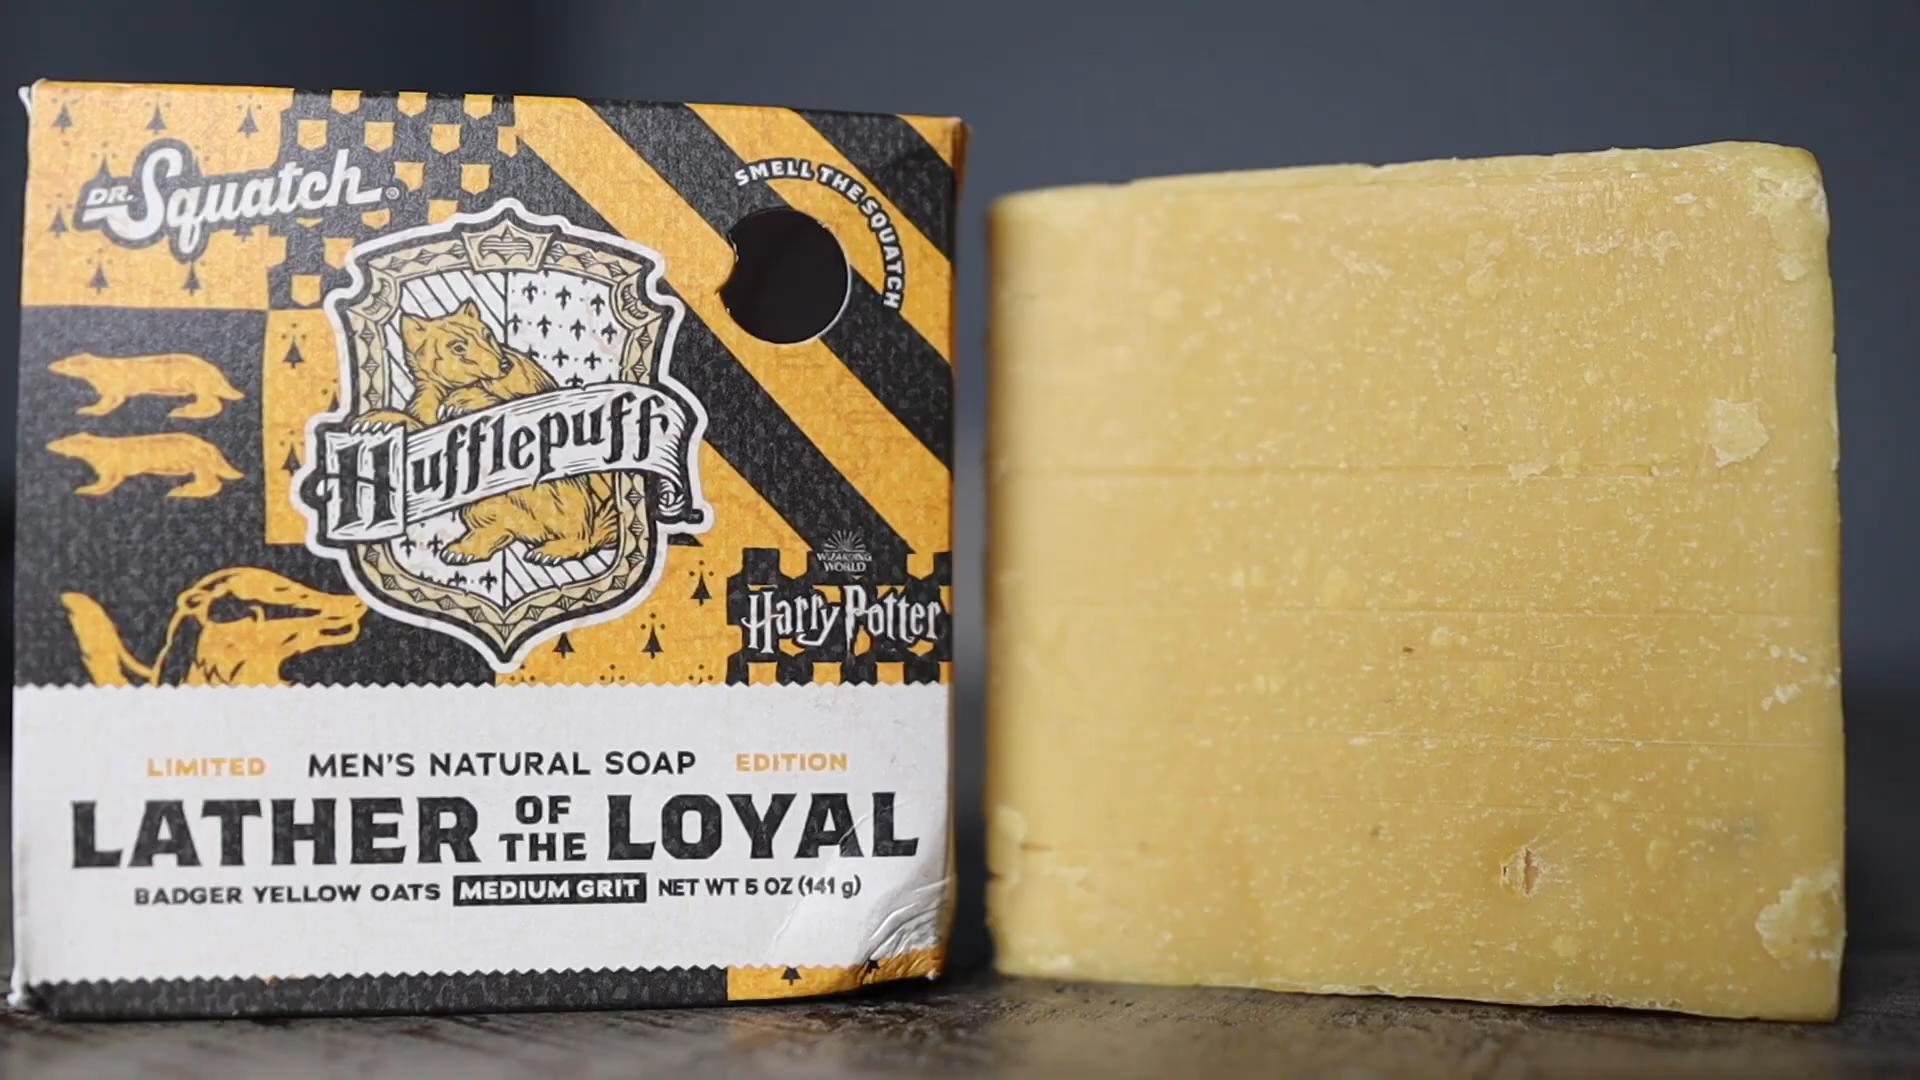 DR. Squatch®
SMELL THE SQUATCH
Hufflepuff
WIZARDING
WORLD
Harry Potter
LIMITED MEN'S NATURAL SOAP EDITION
LATHER OF THE LOYAL
BADGER YELLOW OATS MEDIUM GRIT NET WT 5 OZ (141 g)